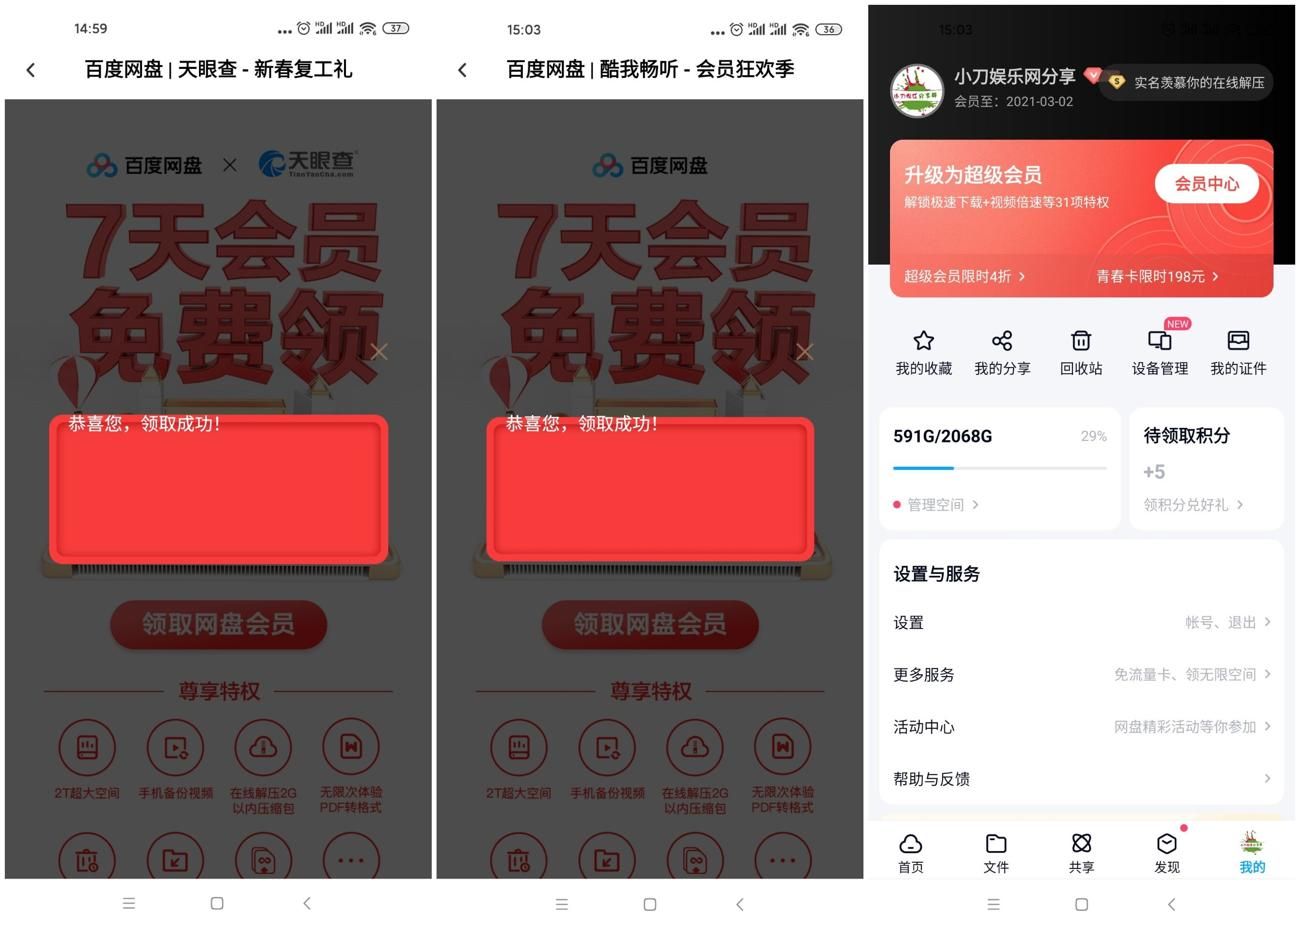 14:59
37
百度网盘 | 天眼查 - 新春复工礼
百度网盘 × 天眼查
TianYanCha.com
7天会员
免费领
恭喜您，领取成功！
领取网盘会员
尊享特权
2T超大空间
手机备份视频
在线解压2G
以内压缩包
无限次体验
PDF转格式
15:03
36
百度网盘 | 酷我畅听 - 会员狂欢季
百度网盘
7天会员
免费领
恭喜您，领取成功！
领取网盘会员
尊享特权
2T超大空间
手机备份视频
在线解压2G
以内压缩包
无限次体验
PDF转格式
15:03
小刀娱乐网分享
实名羡慕你的在线解压
会员至：2021-03-02
升级为超级会员
会员中心
解锁极速下载+视频倍速等31项特权
超级会员限时4折
青春卡限时198元
NEW
我的收藏
我的分享
回收站
设备管理
我的证件
591G/2068G
29%
管理空间
待领取积分
+5
领积分兑好礼
设置与服务
设置
帐号、退出
更多服务
免流量卡、领无限空间
活动中心
网盘精彩活动等你参加
帮助与反馈
首页
文件
共享
发现
我的